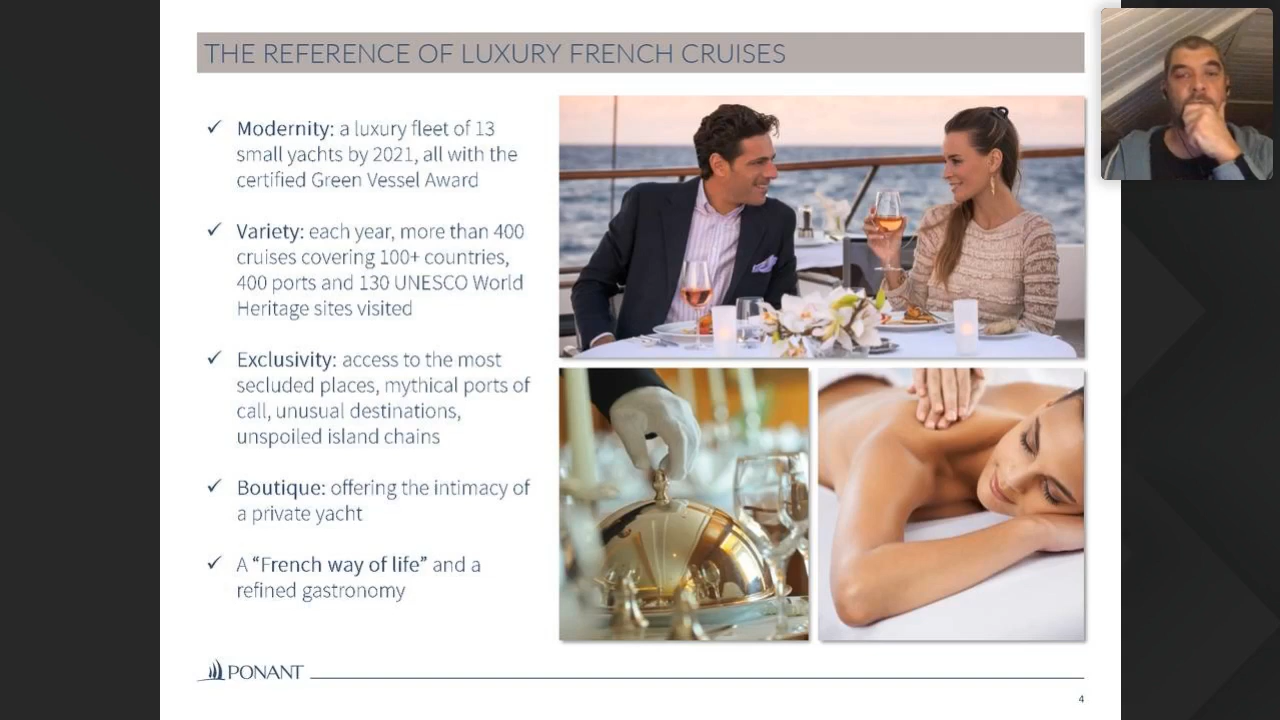 THE REFERENCE OF LUXURY FRENCH CRUISES
✓ Modernity: a luxury fleet of 13
small yachts by 2021, all with the
certified Green Vessel Award
✓ Variety: each year, more than 400
cruises covering 100+ countries,
400 ports and 130 UNESCO World
Heritage sites visited
✓ Exclusivity: access to the most
secluded places, mythical ports of
call, unusual destinations,
unspoiled island chains
✓ Boutique: offering the intimacy of
a private yacht
✓ A “French way of life” and a
refined gastronomy
PONANT
4